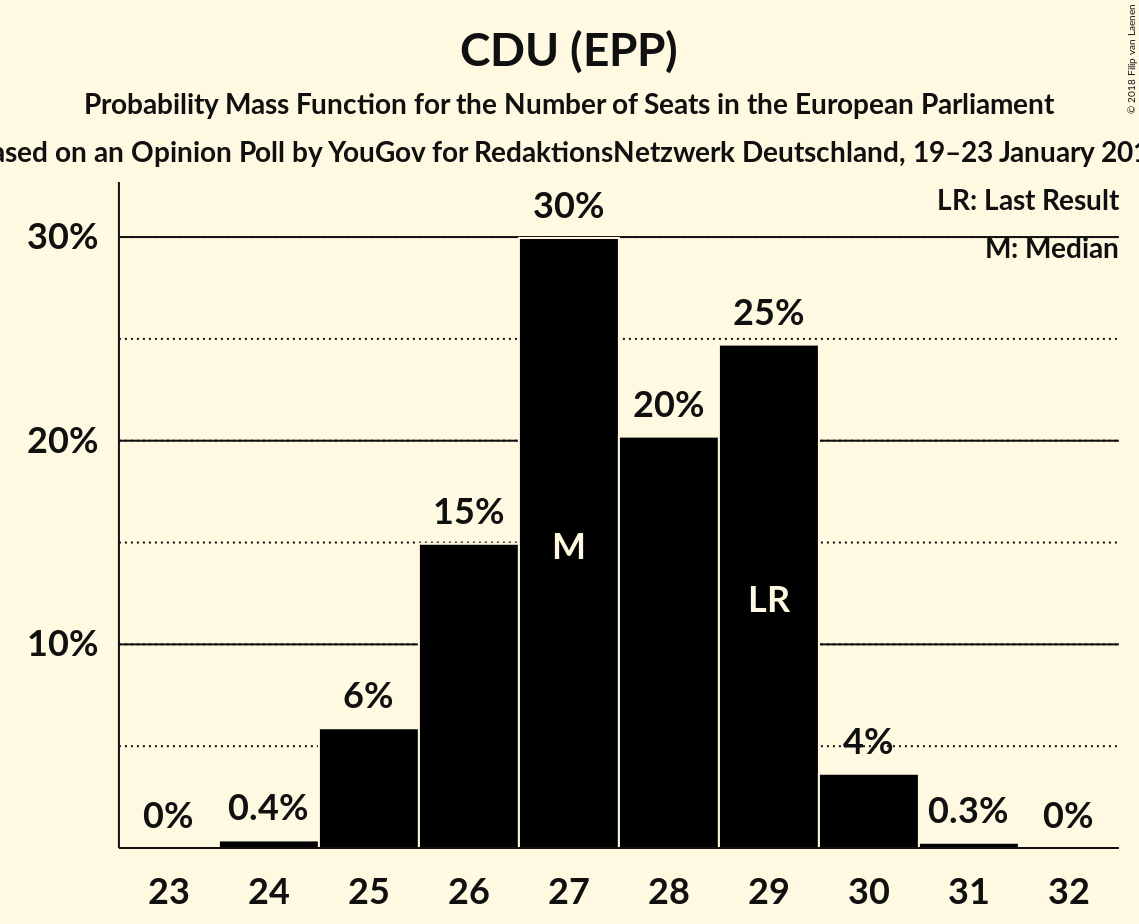 CDU (EPP)
Probability Mass Function for the Number of Seats in the European Parliament
ased on an Opinion Poll by YouGov for RedaktionsNetzwerk Deutschland, 19–23 January 201
© 2018 Filip van Laenen
LR: Last Result
M: Median
30%
20%
10%
0%
0.4%
6%
15%
30%
20%
25%
4%
0.3%
0%
M
LR
23 24 25 26 27 28 29 30 31 32